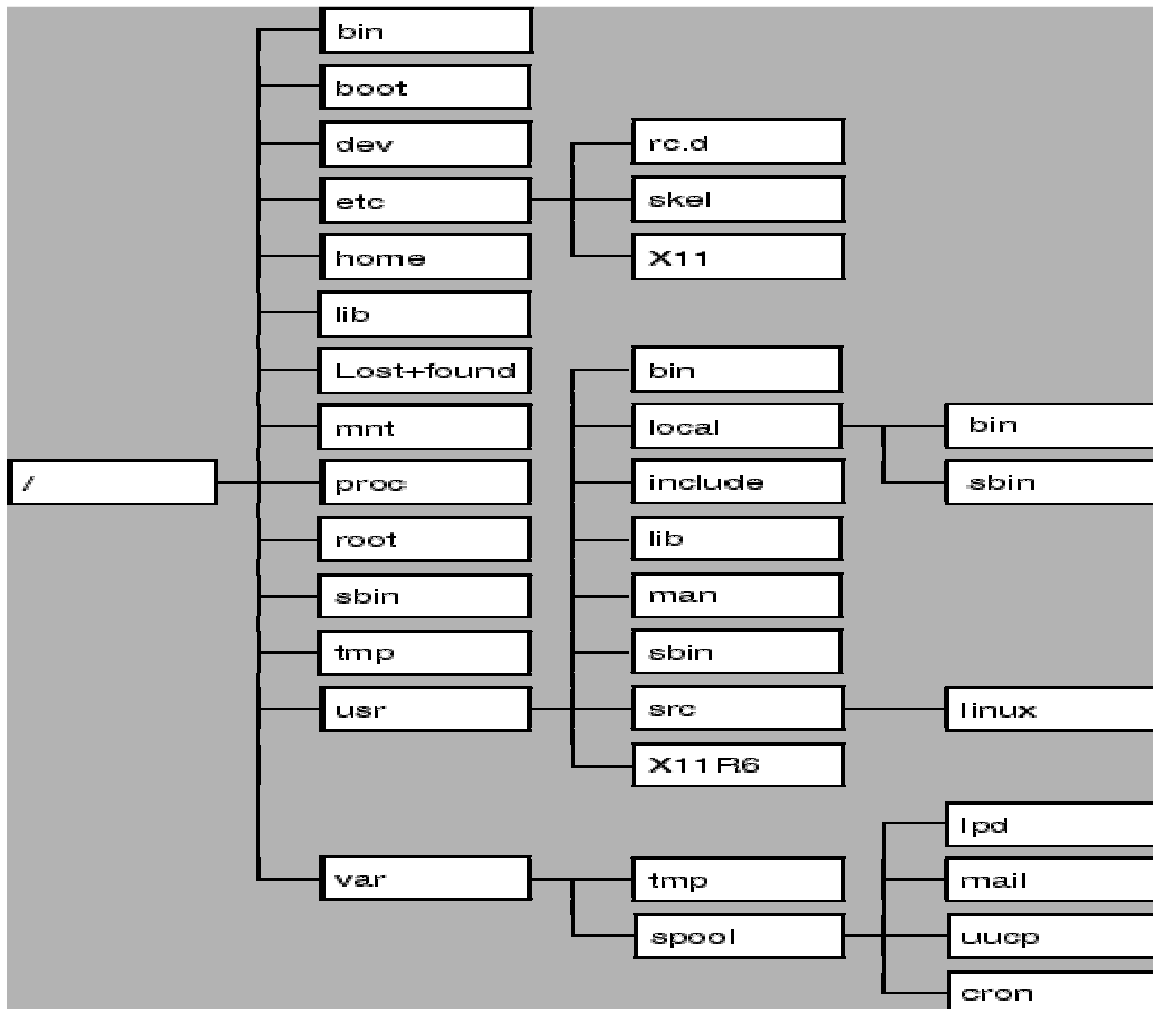 bin
boot
dev
rc.d
etc
skel
home
X11
lib
Lost+found
bin
mnt
local
bin
/
proc
include
sbin
root
lib
sbin
man
tmp
sbin
usr
src
linux
X11R6
lpd
var
tmp
mail
spool
uucp
cron